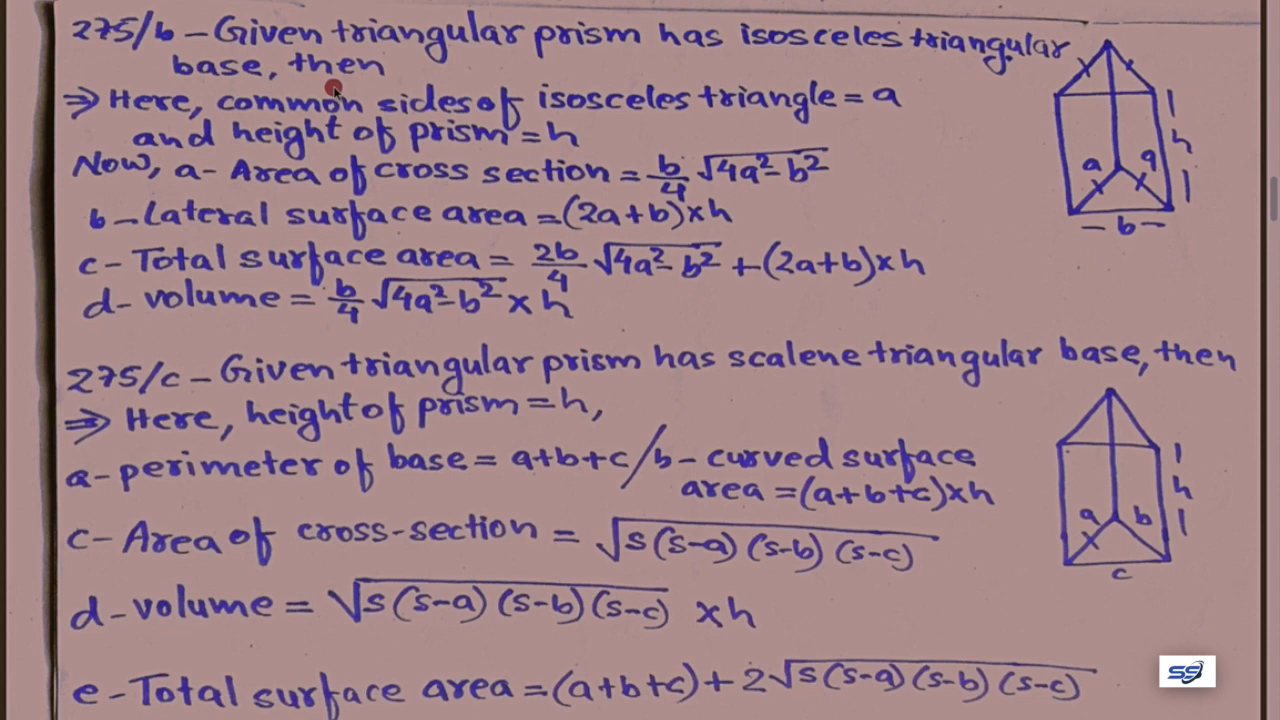 275/b - Given triangular prism has isosceles triangular
base, then
⇒ Here, common sides of isosceles triangle = a
and height of prism = h
Now, a - Area of cross section = b/4 √(4a²-b²)
b - Lateral surface area = (2a+b)×h
c - Total surface area = 2b/4 √(4a²-b²) + (2a+b)×h
d - volume = b/4 √(4a²-b²) × h
a a
h
- b -
275/c - Given triangular prism has scalene triangular base, then
⇒ Here, height of prism = h,
a - perimeter of base = a+b+c / b - curved surface
area = (a+b+c)×h
c - Area of cross-section = √(s(s-a)(s-b)(s-c))
d - volume = √(s(s-a)(s-b)(s-c)) × h
e - Total surface area = (a+b+c) + 2√(s(s-a)(s-b)(s-c))
h
a b
c